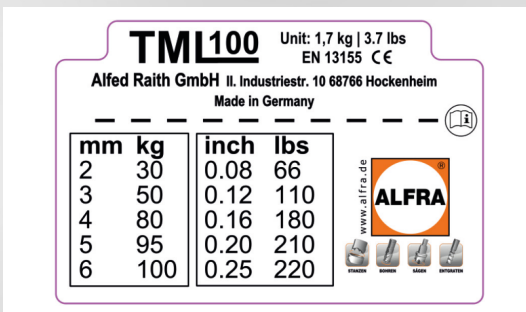 TML100
Unit: 1,7 kg | 3.7 lbs
EN 13155 CE
Alfed Raith GmbH II. Industriestr. 10 68766 Hockenheim
Made in Germany
mm kg
2 30
3 50
4 80
5 95
6 100
inch lbs
0.08 66
0.12 110
0.16 180
0.20 210
0.25 220
www.alfra.de
ALFRA®
STANZEN BOHREN SÄGEN ENTGRATEN